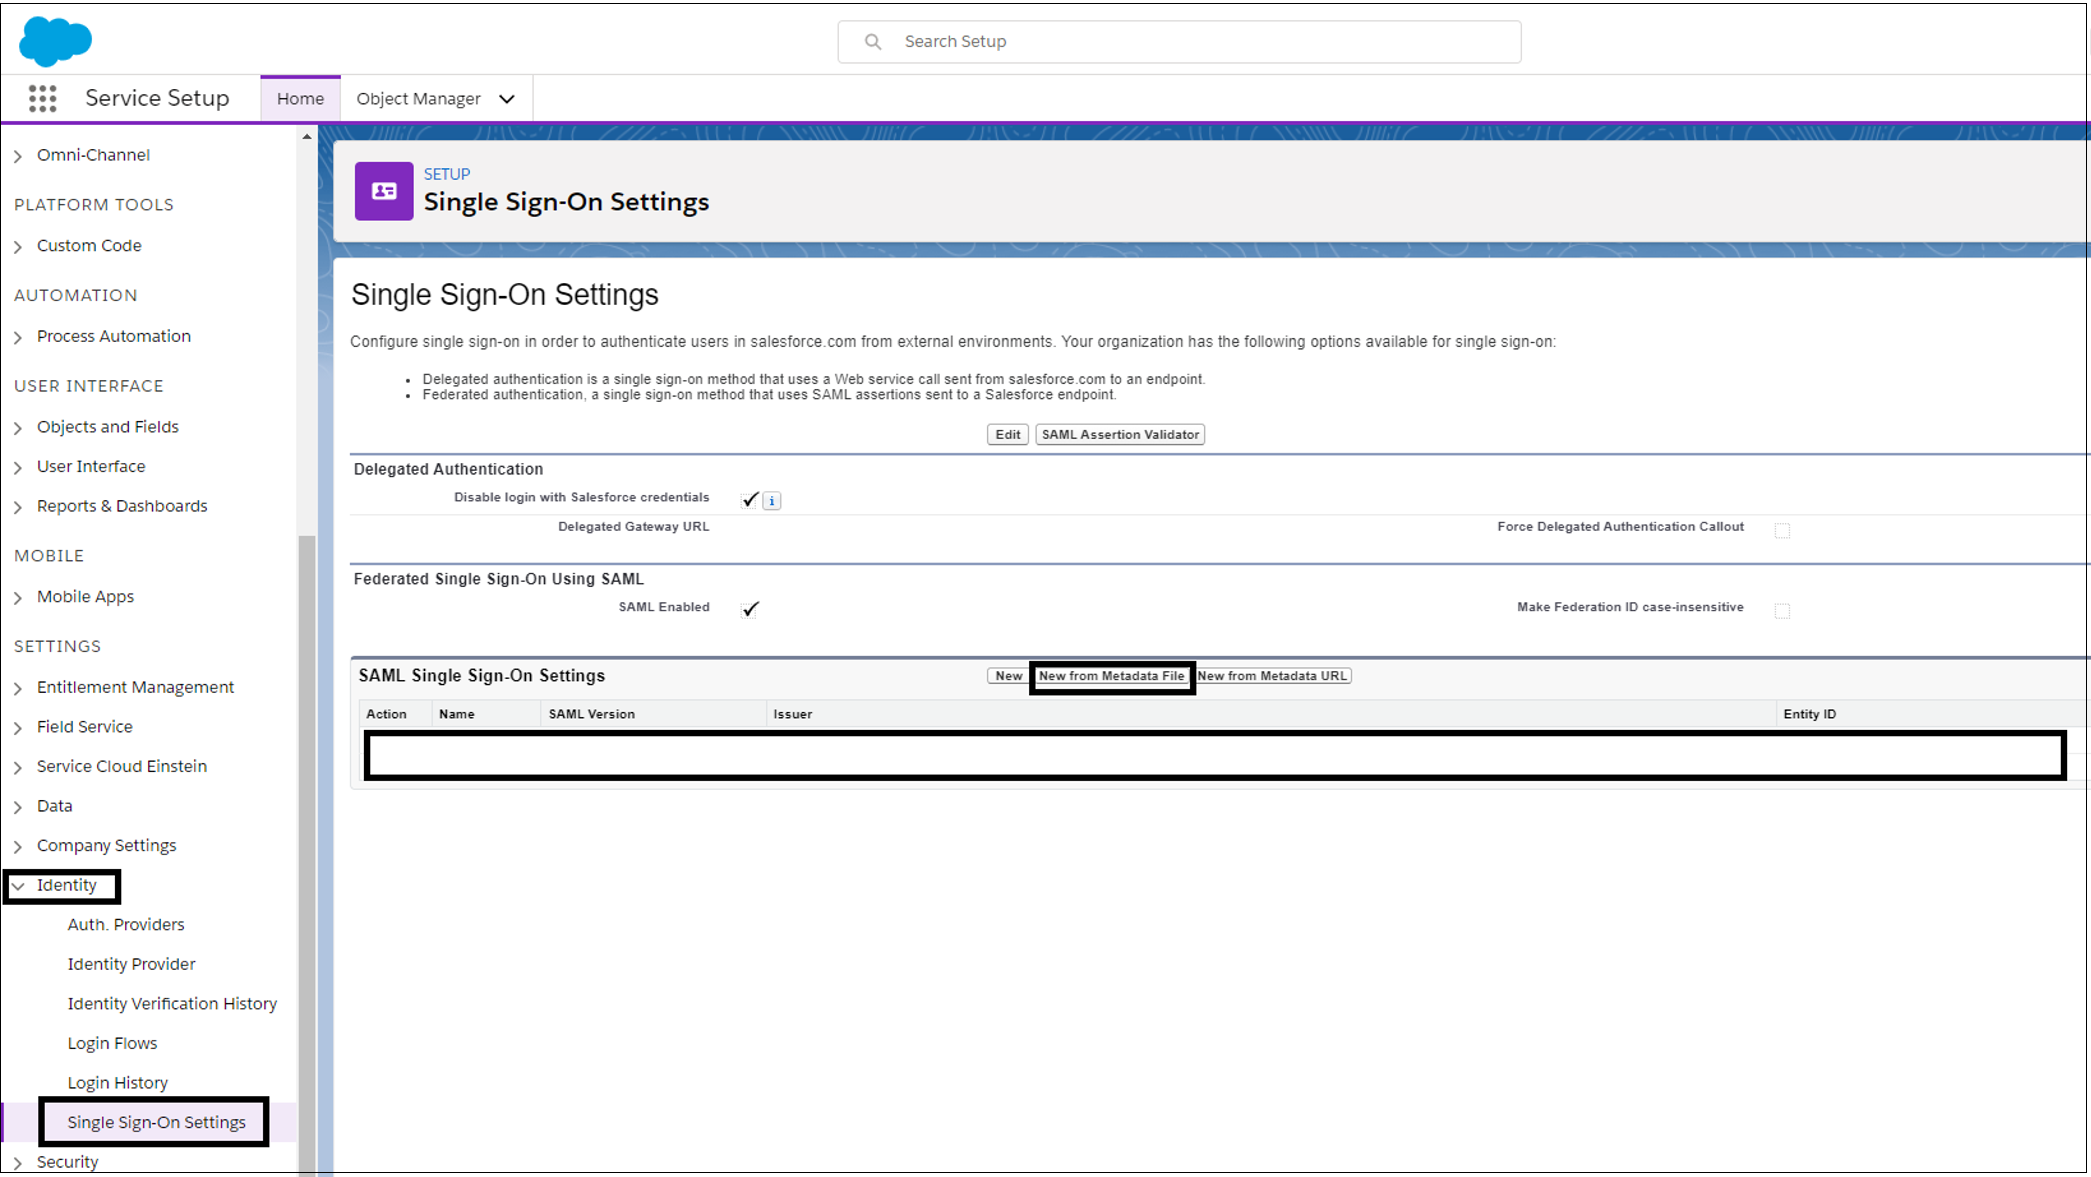 Search Setup
Service Setup
Home
Object Manager
Omni-Channel
PLATFORM TOOLS
Custom Code
AUTOMATION
Process Automation
USER INTERFACE
Objects and Fields
User Interface
Reports & Dashboards
MOBILE
Mobile Apps
SETTINGS
Entitlement Management
Field Service
Service Cloud Einstein
Data
Company Settings
Identity
Auth. Providers
Identity Provider
Identity Verification History
Login Flows
Login History
Single Sign-On Settings
Security
SETUP
Single Sign-On Settings
Single Sign-On Settings
Configure single sign-on in order to authenticate users in salesforce.com from external environments. Your organization has the following options available for single sign-on:
• Delegated authentication is a single sign-on method that uses a Web service call sent from salesforce.com to an endpoint.
• Federated authentication, a single sign-on method that uses SAML assertions sent to a Salesforce endpoint.
Edit SAML Assertion Validator
Delegated Authentication
Disable login with Salesforce credentials i
Delegated Gateway URL Force Delegated Authentication Callout
Federated Single Sign-On Using SAML
SAML Enabled Make Federation ID case-insensitive
SAML Single Sign-On Settings New New from Metadata File New from Metadata URL
Action Name SAML Version Issuer Entity ID